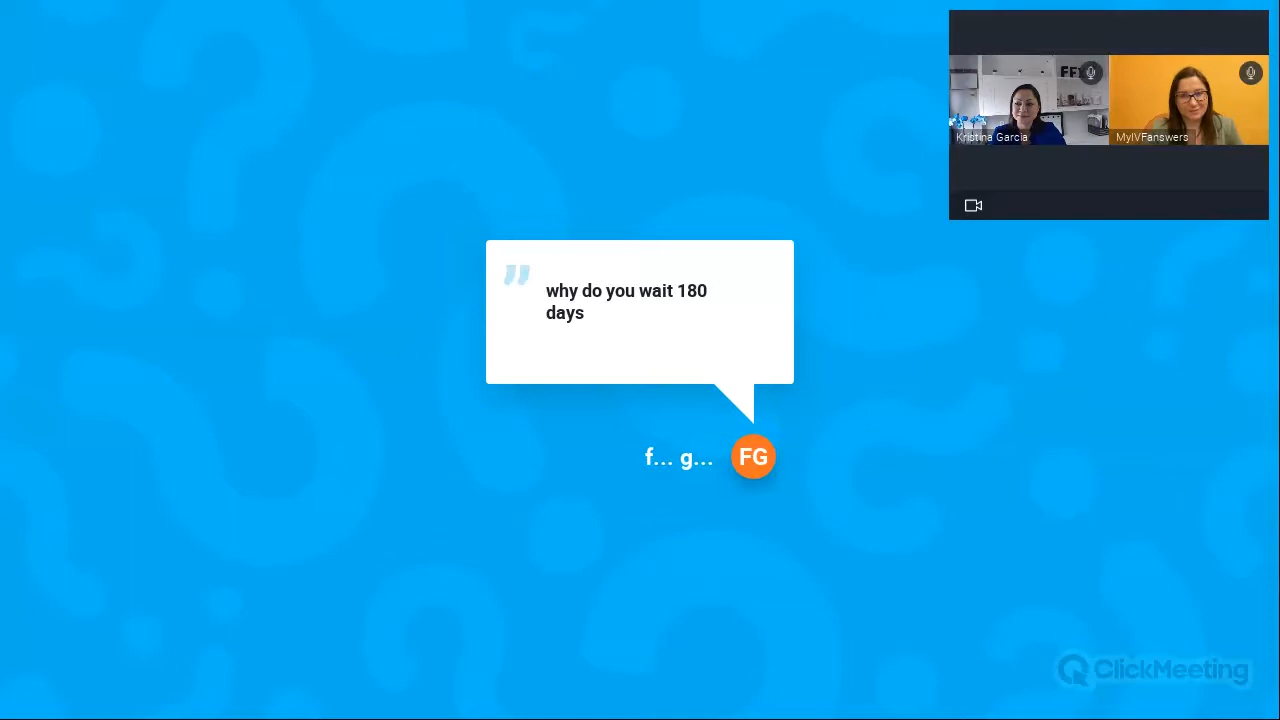 Kristina Garcia
MyIVFanswers
why do you wait 180
days
f... g...
FG
ClickMeeting